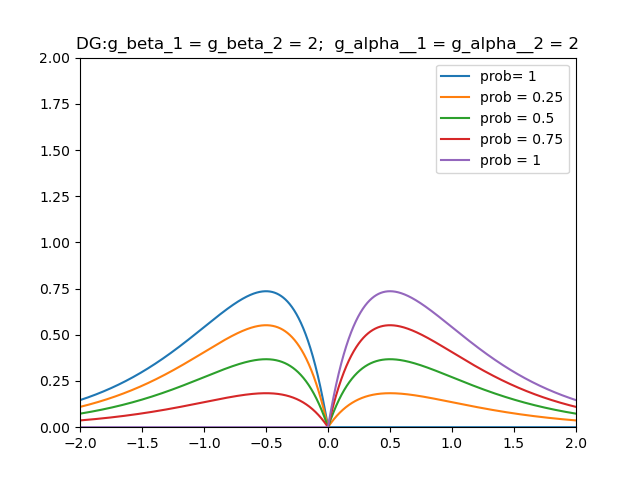 DG:g_beta_1 = g_beta_2 = 2;  g_alpha__1 = g_alpha__2 = 2
2.00
1.75
1.50
1.25
1.00
0.75
0.50
0.25
0.00
prob= 1
prob = 0.25
prob = 0.5
prob = 0.75
prob = 1
−2.0 −1.5 −1.0 −0.5 0.0 0.5 1.0 1.5 2.0